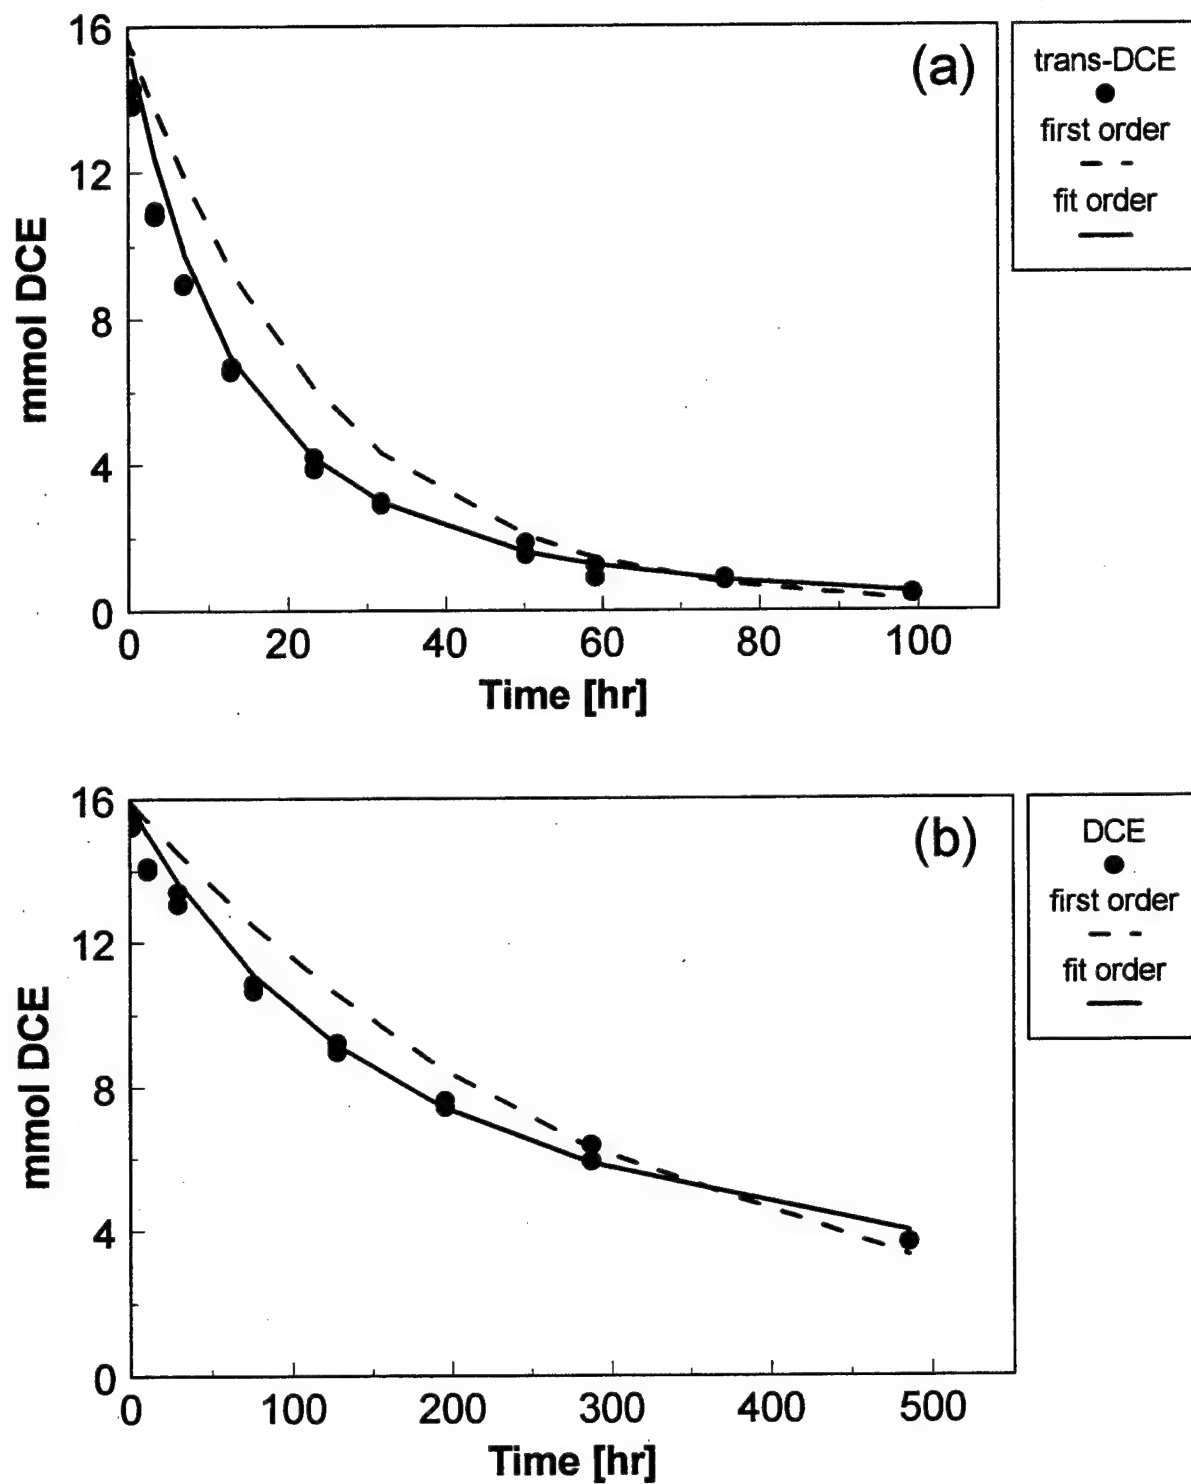 16
12
8
4
0
mmol DCE
0 20 40 60 80 100
Time [hr]
(a)
trans-DCE
first order
fit order
16
12
8
4
0
mmol DCE
0 100 200 300 400 500
Time [hr]
(b)
DCE
first order
fit order